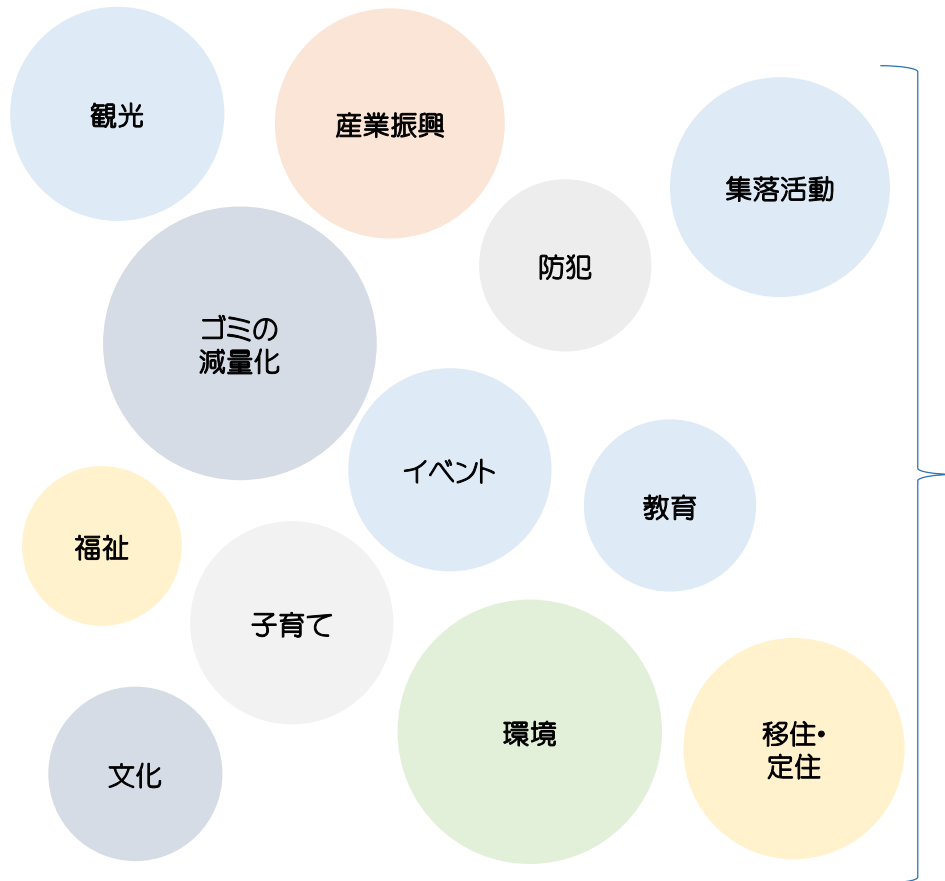 観光
産業振興
集落活動
防犯
ゴミの
減量化
イベント
教育
福祉
子育て
環境
移住・
定住
文化